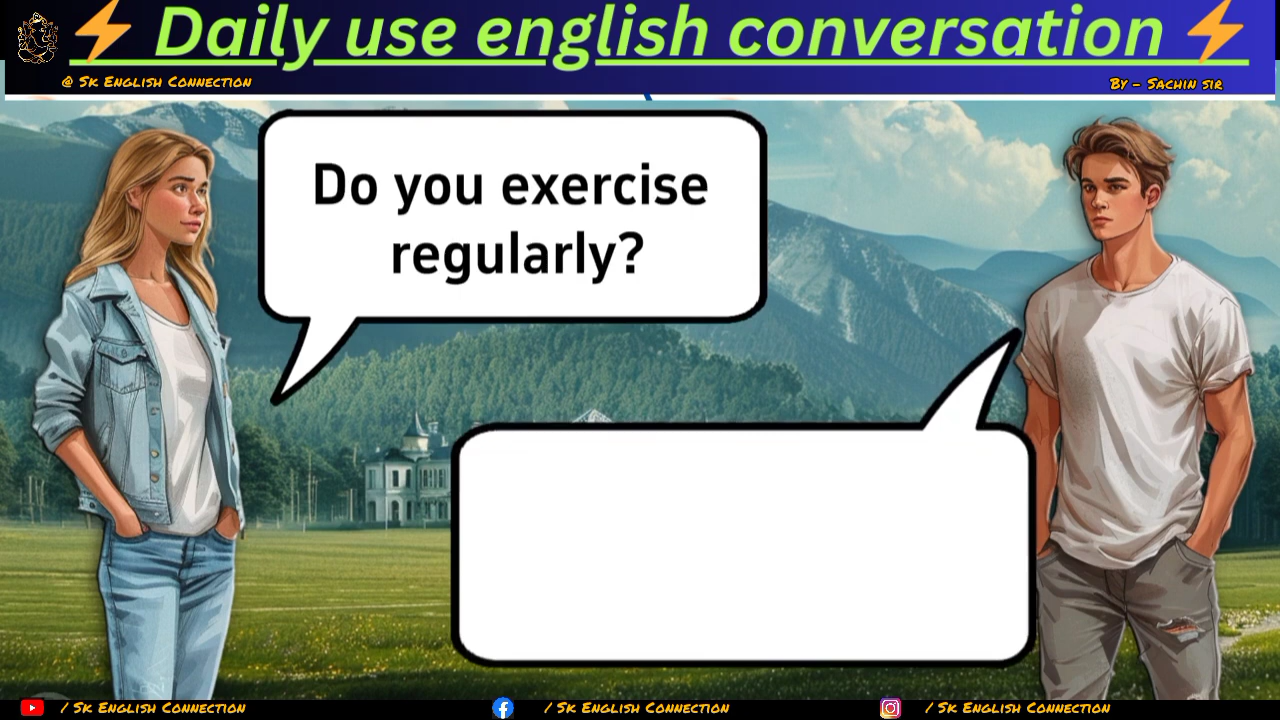 ⚡ Daily use english conversation ⚡
@ Sk English Connection
By - Sachin sir
Do you exercise
regularly?
/ Sk English Connection
/ Sk English Connection
/ Sk English Connection